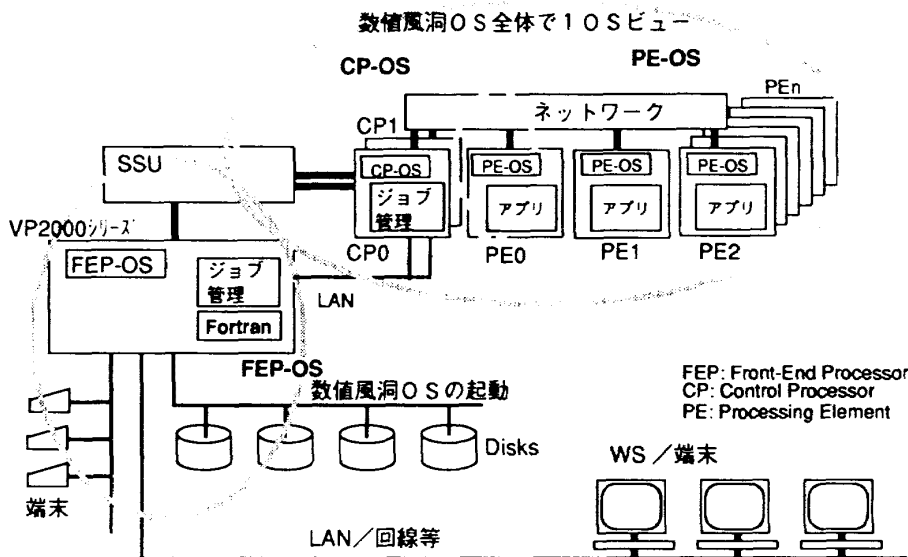 数値風洞OS全体で1OSビュー
CP-OS
PE-OS
PEn
ネットワーク
CP1
SSU
CP-OS
PE-OS
PE-OS
PE-OS
ジョブ
管理
アプリ
アプリ
アプリ
VP2000シリーズ
CP0
PE0
PE1
PE2
FEP-OS
ジョブ
管理
LAN
Fortran
FEP-OS
数値風洞OSの起動
FEP: Front-End Processor
CP: Control Processor
PE: Processing Element
Disks
WS/端末
端末
LAN/回線等